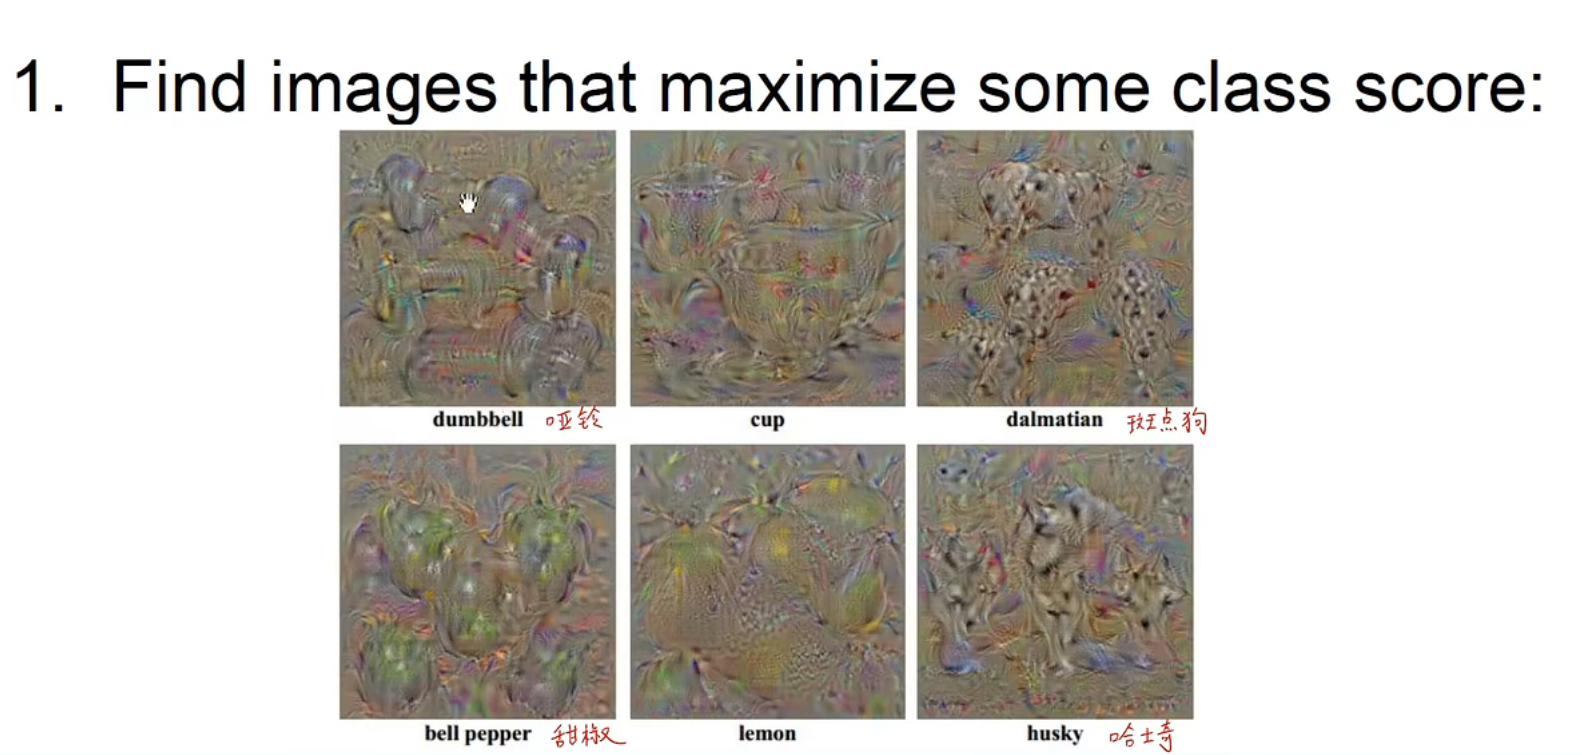 1. Find images that maximize some class score:
dumbbell 哑铃
cup
dalmatian 斑点狗
bell pepper 甜椒
lemon
husky 哈士奇